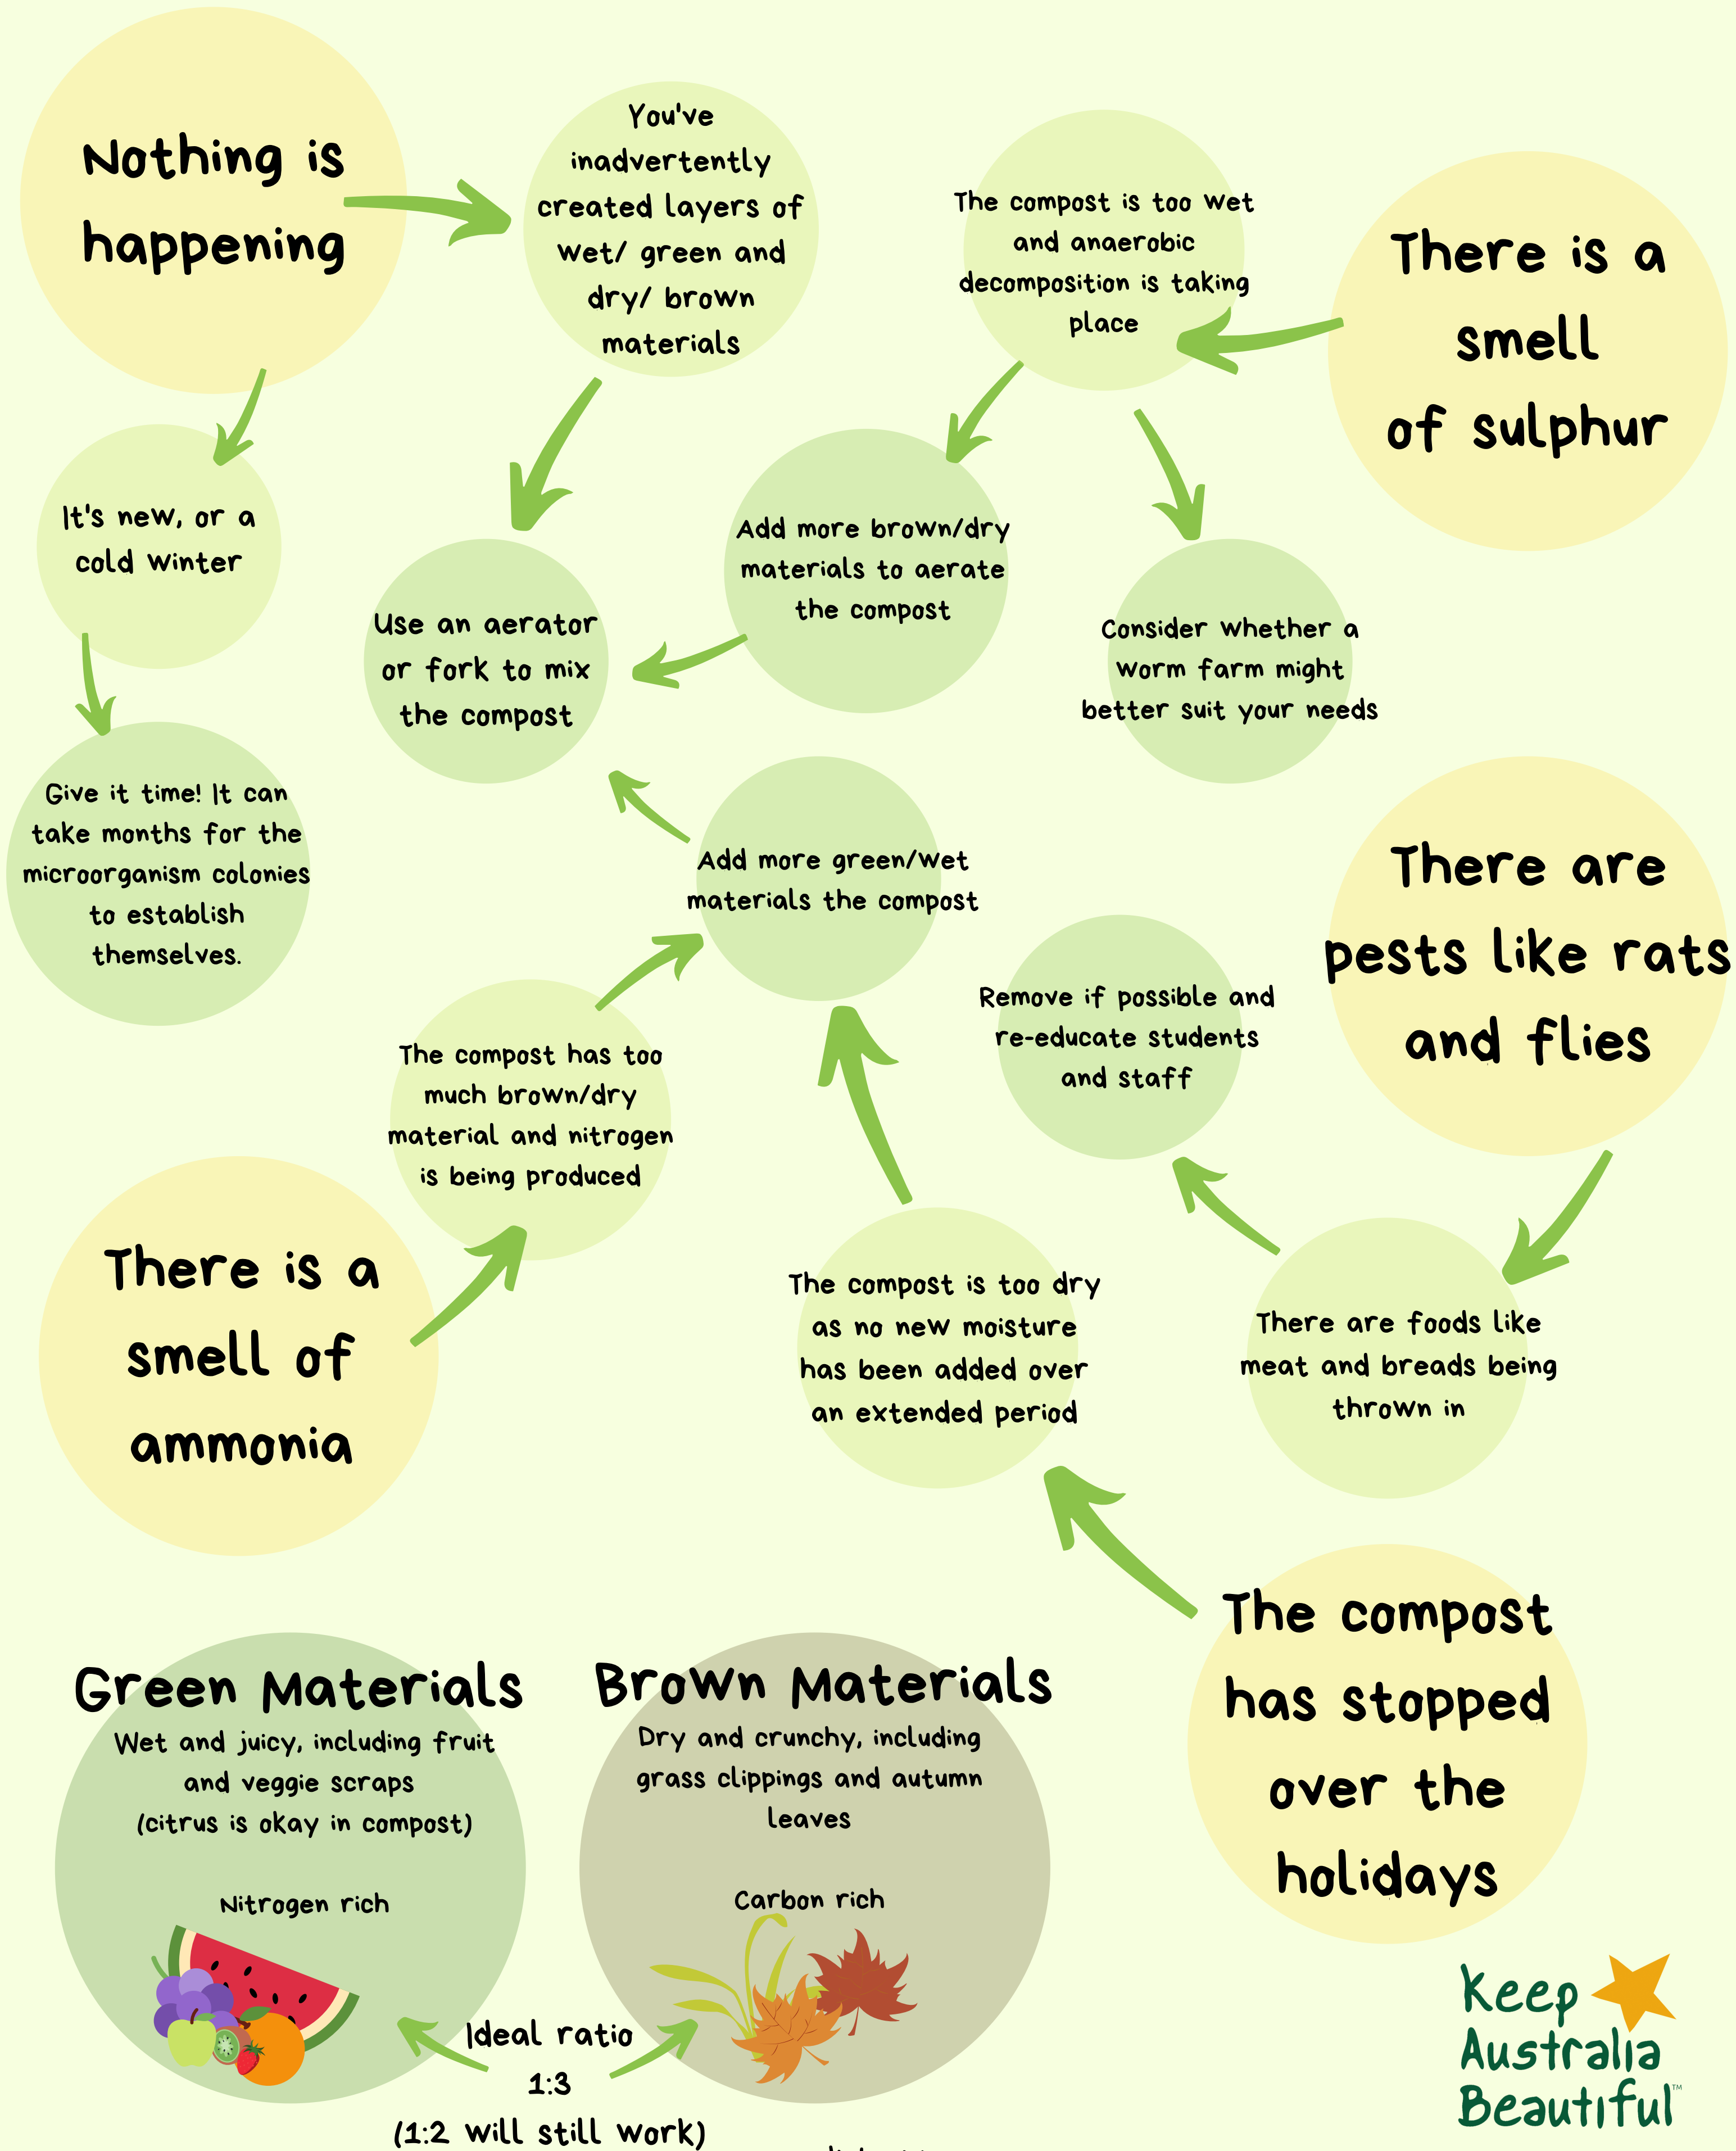 Nothing is
happening
You've
inadvertently
created layers of
wet/ green and
dry/ brown
materials
The compost is too wet
and anaerobic
decomposition is taking
place
There is a
smell
of sulphur
It's new, or a
cold winter
Use an aerator
or fork to mix
the compost
Add more brown/dry
materials to aerate
the compost
Consider whether a
worm farm might
better suit your needs
Give it time! It can
take months for the
microorganism colonies
to establish
themselves.
Add more green/wet
materials the compost
There are
pests like rats
and flies
Remove if possible and
re-educate students
and staff
The compost has too
much brown/dry
material and nitrogen
is being produced
There is a
smell of
ammonia
The compost is too dry
as no new moisture
has been added over
an extended period
There are foods like
meat and breads being
thrown in
The compost
has stopped
over the
holidays
Green Materials
Wet and juicy, including fruit
and veggie scraps
(citrus is okay in compost)
Nitrogen rich
Brown Materials
Dry and crunchy, including
grass clippings and autumn
leaves
Carbon rich
Ideal ratio
1:3
(1:2 will still work)
Keep
Australia
Beautiful™